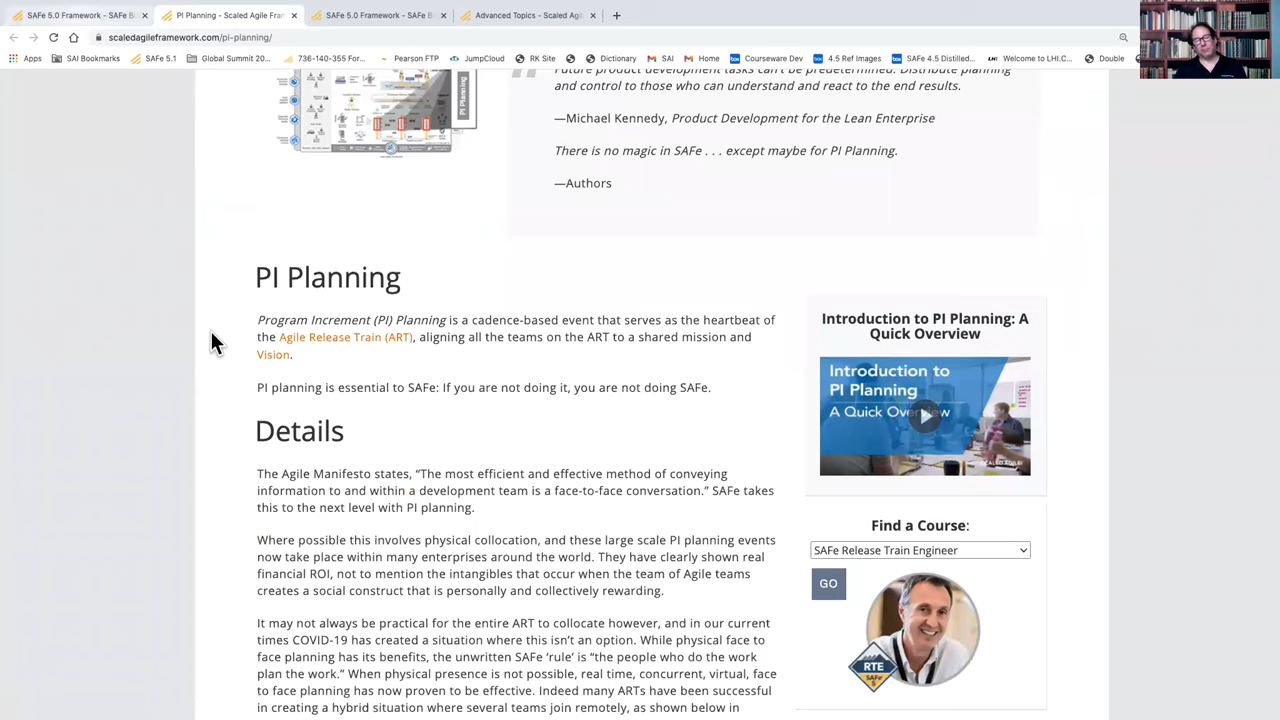 SAFe 5.0 Framework - SAFe B
PI Planning - Scaled Agile Fram
SAFe 5.0 Framework - SAFe B
Advanced Topics - Scaled Agil
scaledagileframework.com/pi-planning/
Apps
SAI Bookmarks
SAFe 5.1
Global Summit 20...
736-140-355 For...
Pearson FTP
JumpCloud
RK Site
Dictionary
SAI
Home
Courseware Dev
4.5 Ref Images
SAFe 4.5 Distilled...
Welcome to LHI.C...
Double
PI Planning
Future product development tasks can't be predetermined. Distribute planning
and control to those who can understand and react to the end results.
—Michael Kennedy, Product Development for the Lean Enterprise
There is no magic in SAFe . . . except maybe for PI Planning.
—Authors
PI Planning
Program Increment (PI) Planning is a cadence-based event that serves as the heartbeat of
the Agile Release Train (ART), aligning all the teams on the ART to a shared mission and
Vision.
PI planning is essential to SAFe: If you are not doing it, you are not doing SAFe.
Details
The Agile Manifesto states, “The most efficient and effective method of conveying
information to and within a development team is a face-to-face conversation.” SAFe takes
this to the next level with PI planning.
Where possible this involves physical collocation, and these large scale PI planning events
now take place within many enterprises around the world. They have clearly shown real
financial ROI, not to mention the intangibles that occur when the team of Agile teams
creates a social construct that is personally and collectively rewarding.
It may not always be practical for the entire ART to collocate however, and in our current
times COVID-19 has created a situation where this isn’t an option. While physical face to
face planning has its benefits, the unwritten SAFe ‘rule’ is “the people who do the work
plan the work.” When physical presence is not possible, real time, concurrent, virtual, face
to face planning has now proven to be effective. Indeed many ARTs have been successful
in creating a hybrid situation where several teams join remotely, as shown below in
Introduction to PI Planning: A
Quick Overview
Introduction to
PI Planning
A Quick Overview
Find a Course:
SAFe Release Train Engineer
GO
RTE
SAFe